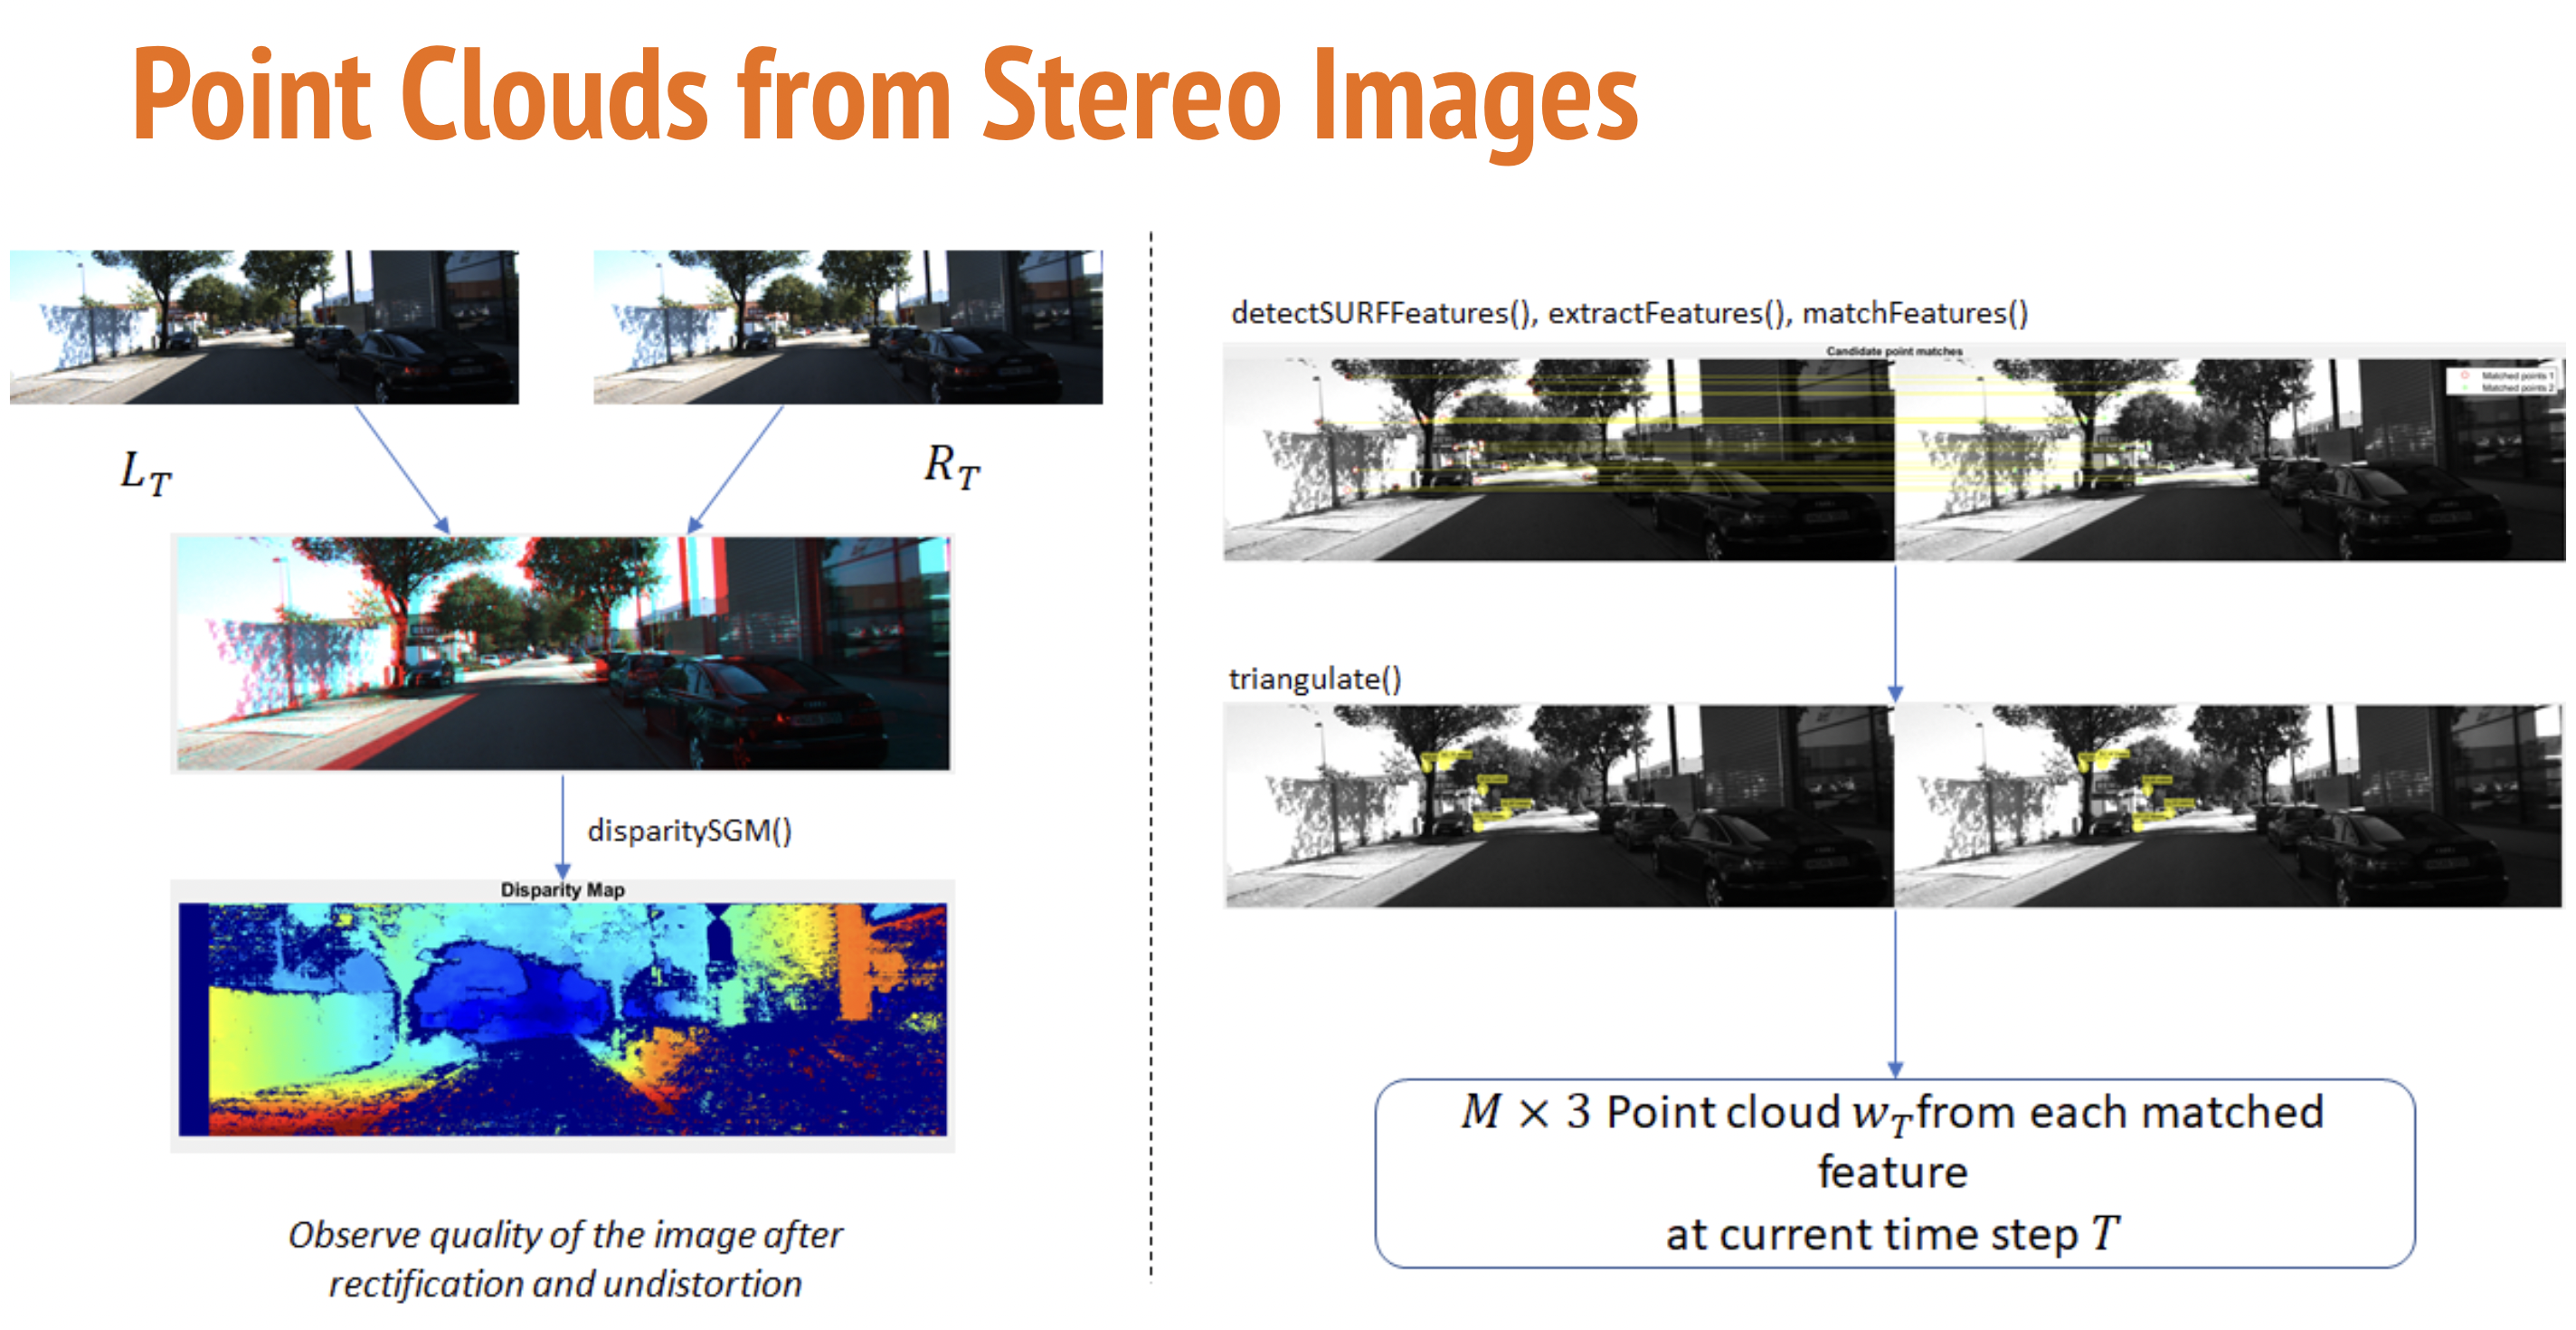 Point Clouds from Stereo Images
L_T
R_T
disparitySGM()
Disparity Map
Observe quality of the image after
rectification and undistortion
detectSURFFeatures(), extractFeatures(), matchFeatures()
Candidate point matches
Matched points 1
Matched points 2
triangulate()
M × 3 Point cloud w_T from each matched
feature
at current time step T